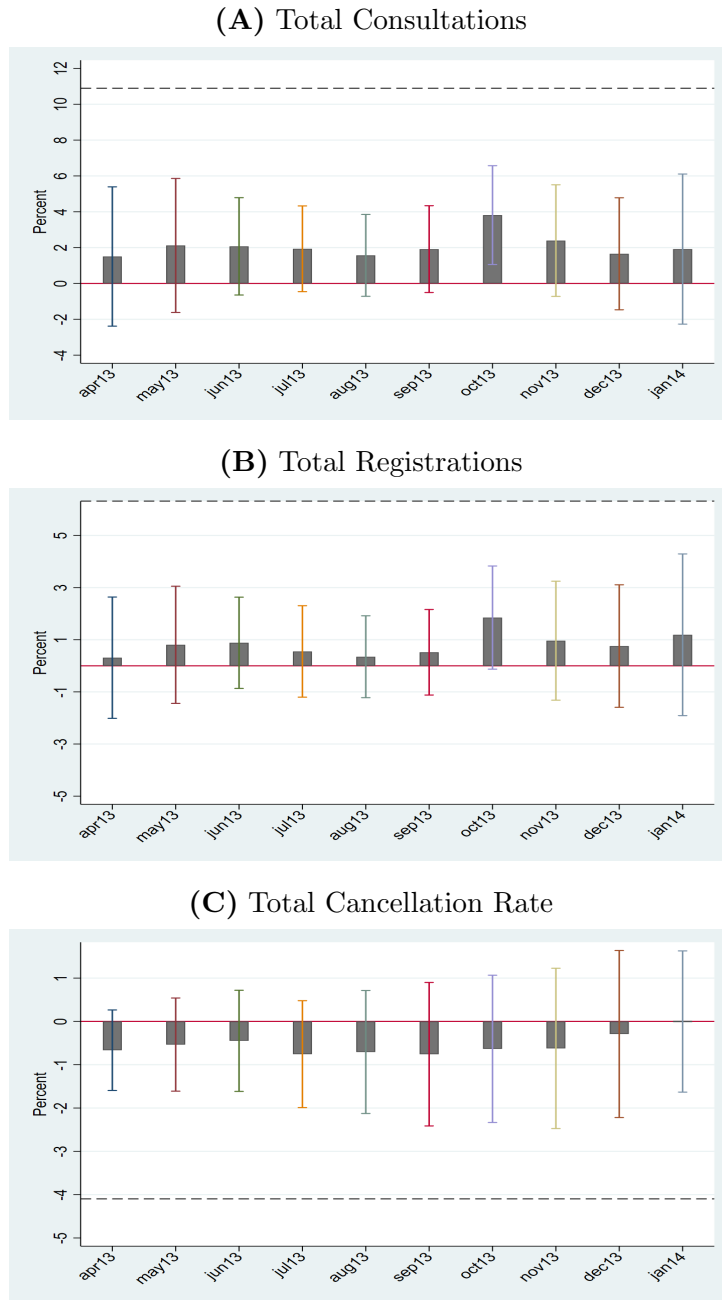 (A) Total Consultations
12
10
8
6
4
2
0
-2
-4
Percent
apr13 may13 jun13 jul13 aug13 sep13 oct13 nov13 dec13 jan14
(B) Total Registrations
5
3
1
-1
-3
-5
Percent
apr13 may13 jun13 jul13 aug13 sep13 oct13 nov13 dec13 jan14
(C) Total Cancellation Rate
1
0
-1
-2
-3
-4
-5
Percent
apr13 may13 jun13 jul13 aug13 sep13 oct13 nov13 dec13 jan14